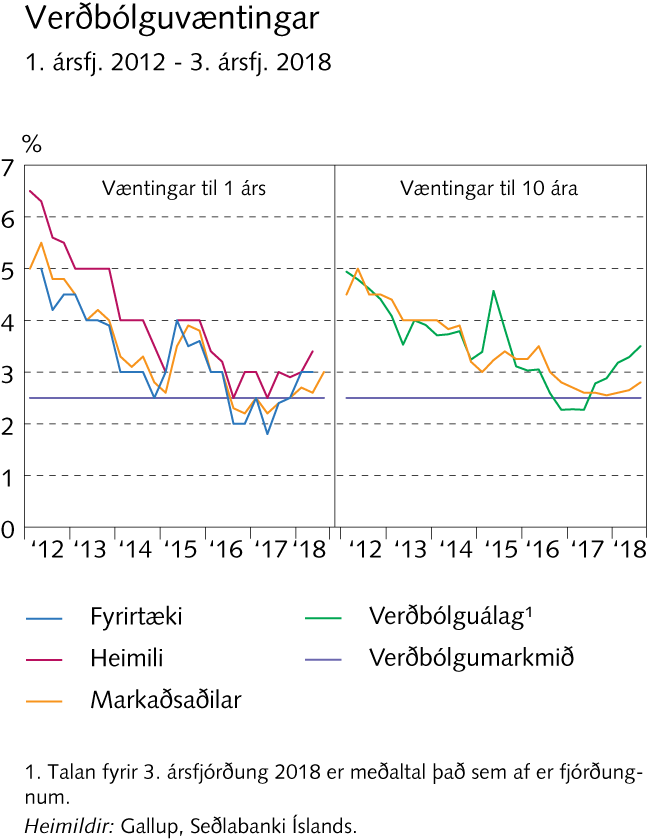 Verðbólguvæntingar
1. ársfj. 2012 - 3. ársfj. 2018
%
7
6
5
4
3
2
1
0
Væntingar til 1 árs
Væntingar til 10 ára
‘12 ‘13 ‘14 ‘15 ‘16 ‘17 ‘18
‘12 ‘13 ‘14 ‘15 ‘16 ‘17 ‘18
Fyrirtæki
Heimili
Markaðsaðilar
Verðbólguálag¹
Verðbólgumarkmið
1. Talan fyrir 3. ársfjórðung 2018 er meðaltal það sem af er fjórðung-
num.
Heimildir: Gallup, Seðlabanki Íslands.